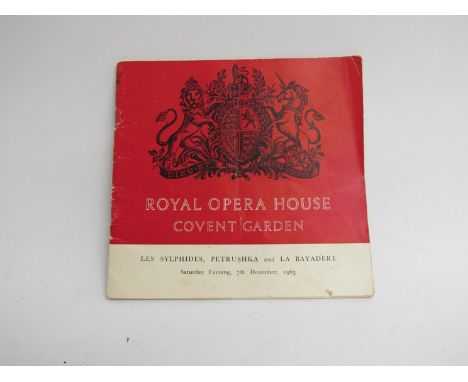 ROYAL OPERA HOUSE
COVENT GARDEN
LES SYLPHIDES, PETRUSHKA and LA BAYADERE
Saturday Evening, 7th December, 1963